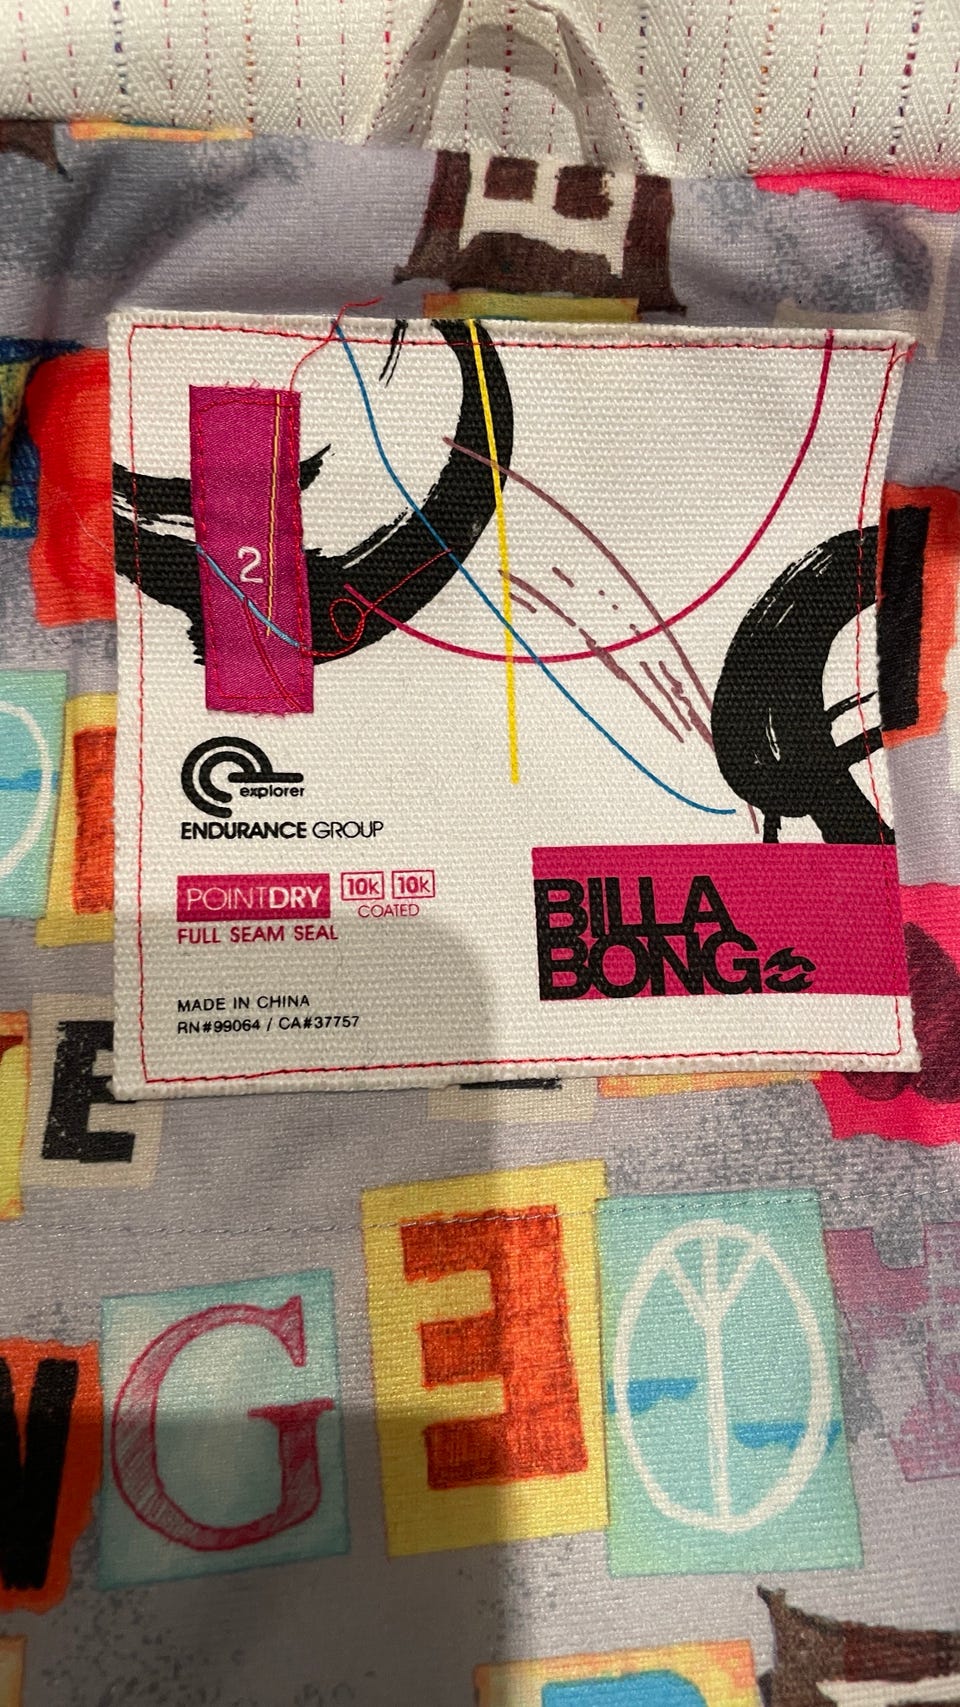 2
explorer
ENDURANCE GROUP
POINTDRY 10k 10k
COATED
FULL SEAM SEAL
BILLA
BONG
MADE IN CHINA
RN#99064 / CA#37757
E
G E